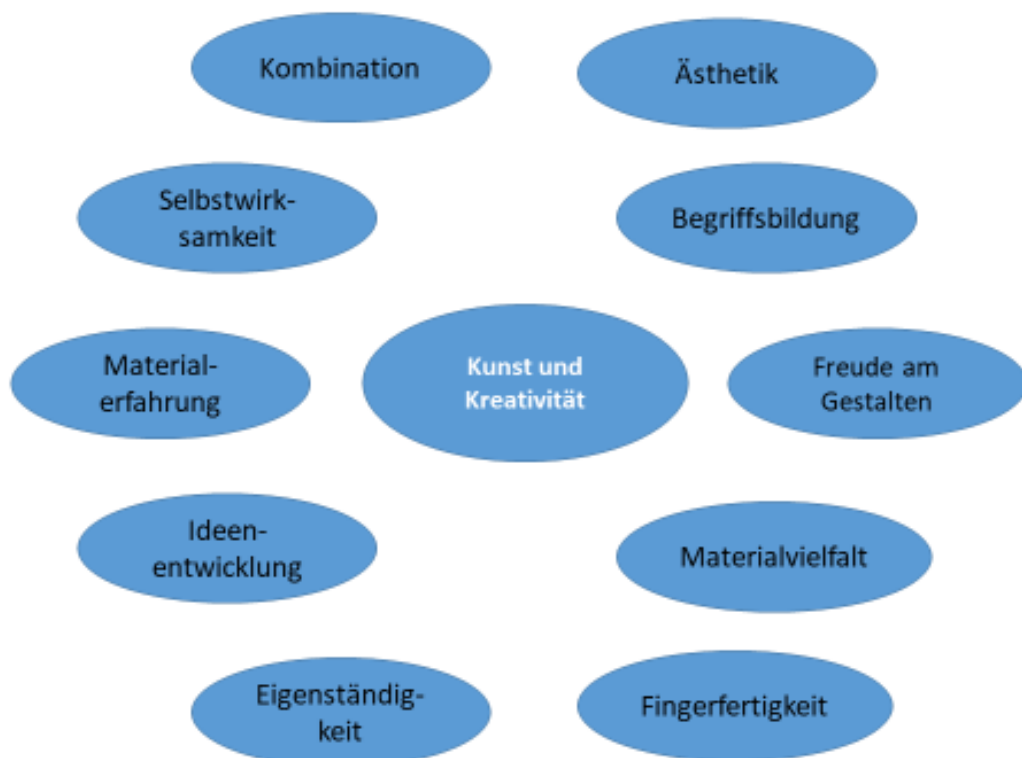 Kombination
Ästhetik
Selbstwirk-
samkeit
Begriffsbildung
Material-
erfahrung
Kunst und
Kreativität
Freude am
Gestalten
Ideen-
entwicklung
Materialvielfalt
Eigenständig-
keit
Fingerfertigkeit